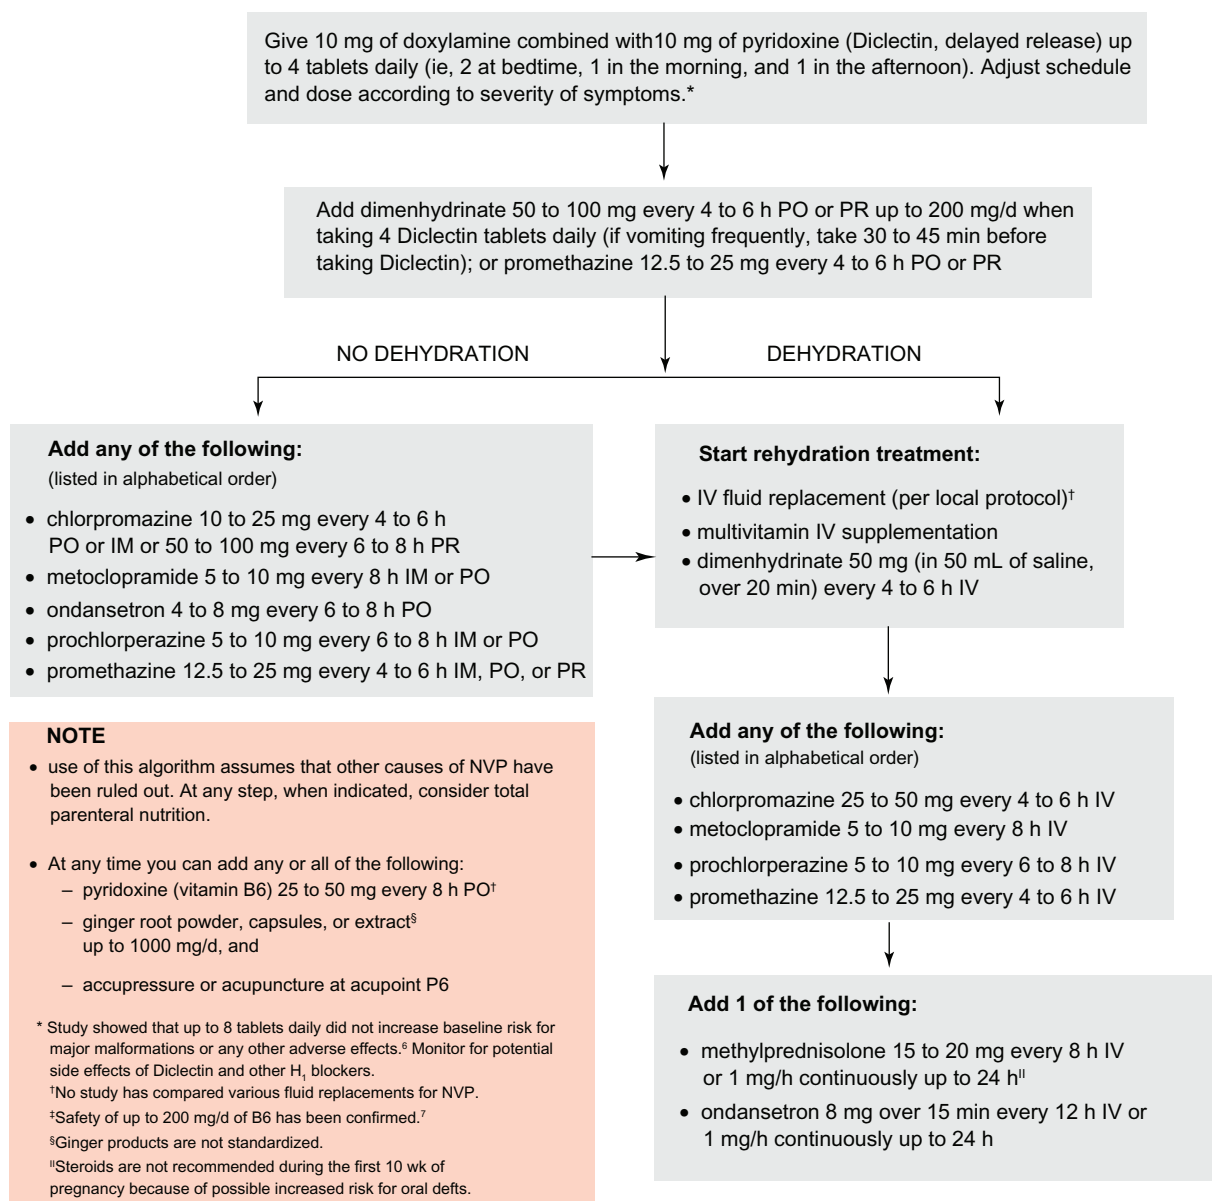 Give 10 mg of doxylamine combined with10 mg of pyridoxine (Diclectin, delayed release) up
to 4 tablets daily (ie, 2 at bedtime, 1 in the morning, and 1 in the afternoon). Adjust schedule
and dose according to severity of symptoms.*
Add dimenhydrinate 50 to 100 mg every 4 to 6 h PO or PR up to 200 mg/d when
taking 4 Diclectin tablets daily (if vomiting frequently, take 30 to 45 min before
taking Diclectin); or promethazine 12.5 to 25 mg every 4 to 6 h PO or PR
NO DEHYDRATION
DEHYDRATION
Add any of the following:
(listed in alphabetical order)
• chlorpromazine 10 to 25 mg every 4 to 6 h
PO or IM or 50 to 100 mg every 6 to 8 h PR
• metoclopramide 5 to 10 mg every 8 h IM or PO
• ondansetron 4 to 8 mg every 6 to 8 h PO
• prochlorperazine 5 to 10 mg every 6 to 8 h IM or PO
• promethazine 12.5 to 25 mg every 4 to 6 h IM, PO, or PR
Start rehydration treatment:
• IV fluid replacement (per local protocol)†
• multivitamin IV supplementation
• dimenhydrinate 50 mg (in 50 mL of saline,
over 20 min) every 4 to 6 h IV
Add any of the following:
(listed in alphabetical order)
• chlorpromazine 25 to 50 mg every 4 to 6 h IV
• metoclopramide 5 to 10 mg every 8 h IV
• prochlorperazine 5 to 10 mg every 6 to 8 h IV
• promethazine 12.5 to 25 mg every 4 to 6 h IV
Add 1 of the following:
• methylprednisolone 15 to 20 mg every 8 h IV
or 1 mg/h continuously up to 24 h||
• ondansetron 8 mg over 15 min every 12 h IV or
1 mg/h continuously up to 24 h
NOTE
• use of this algorithm assumes that other causes of NVP have
been ruled out. At any step, when indicated, consider total
parenteral nutrition.
• At any time you can add any or all of the following:
– pyridoxine (vitamin B6) 25 to 50 mg every 8 h PO†
– ginger root powder, capsules, or extract§
up to 1000 mg/d, and
– accupressure or acupuncture at acupoint P6
* Study showed that up to 8 tablets daily did not increase baseline risk for
major malformations or any other adverse effects.⁶ Monitor for potential
side effects of Diclectin and other H₁ blockers.
†No study has compared various fluid replacements for NVP.
‡Safety of up to 200 mg/d of B6 has been confirmed.⁷
§Ginger products are not standardized.
||Steroids are not recommended during the first 10 wk of
pregnancy because of possible increased risk for oral defts.